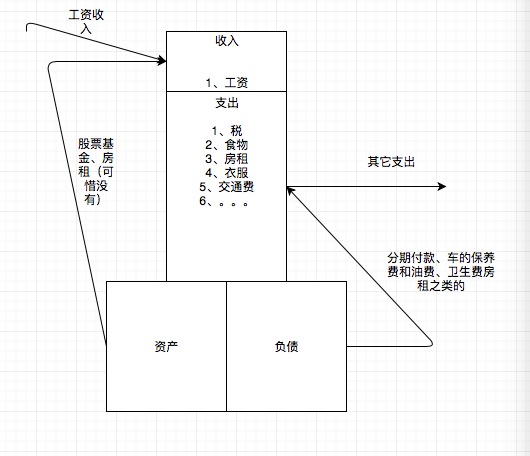 工资收
入
收入
1、工资
支出
1、税
2、食物
3、房租
4、衣服
5、交通费
6、。。。
股票基
金、房
租（可
惜没
有）
其它支出
分期付款、车的保养
费和油费、卫生费房
租之类的
资产
负债